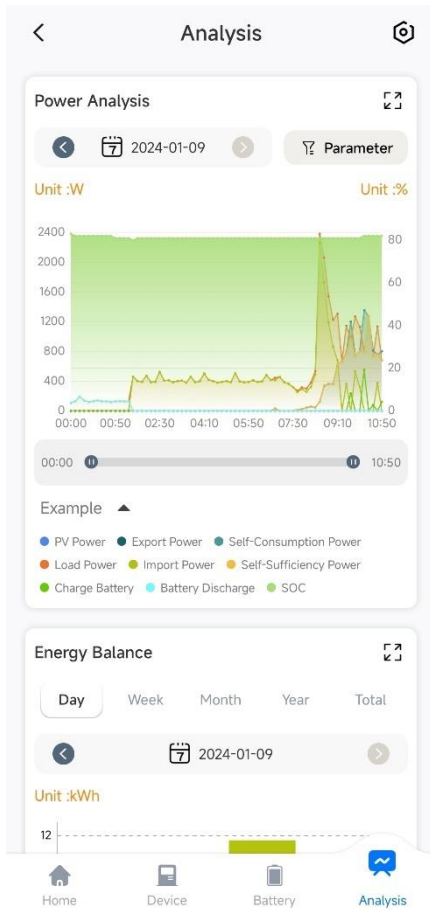 Analysis
Power Analysis
7 2024-01-09 Parameter
Unit :W Unit :%
2400
2000
1600
1200
800
400
0
80
60
40
20
0
00:00 00:50 02:30 04:10 05:50 07:30 09:10 10:50
00:00 10:50
Example
PV Power Export Power Self-Consumption Power
Load Power Import Power Self-Sufficiency Power
Charge Battery Battery Discharge SOC
Energy Balance
Day Week Month Year Total
7 2024-01-09
Unit :kWh
12
Home Device Battery Analysis